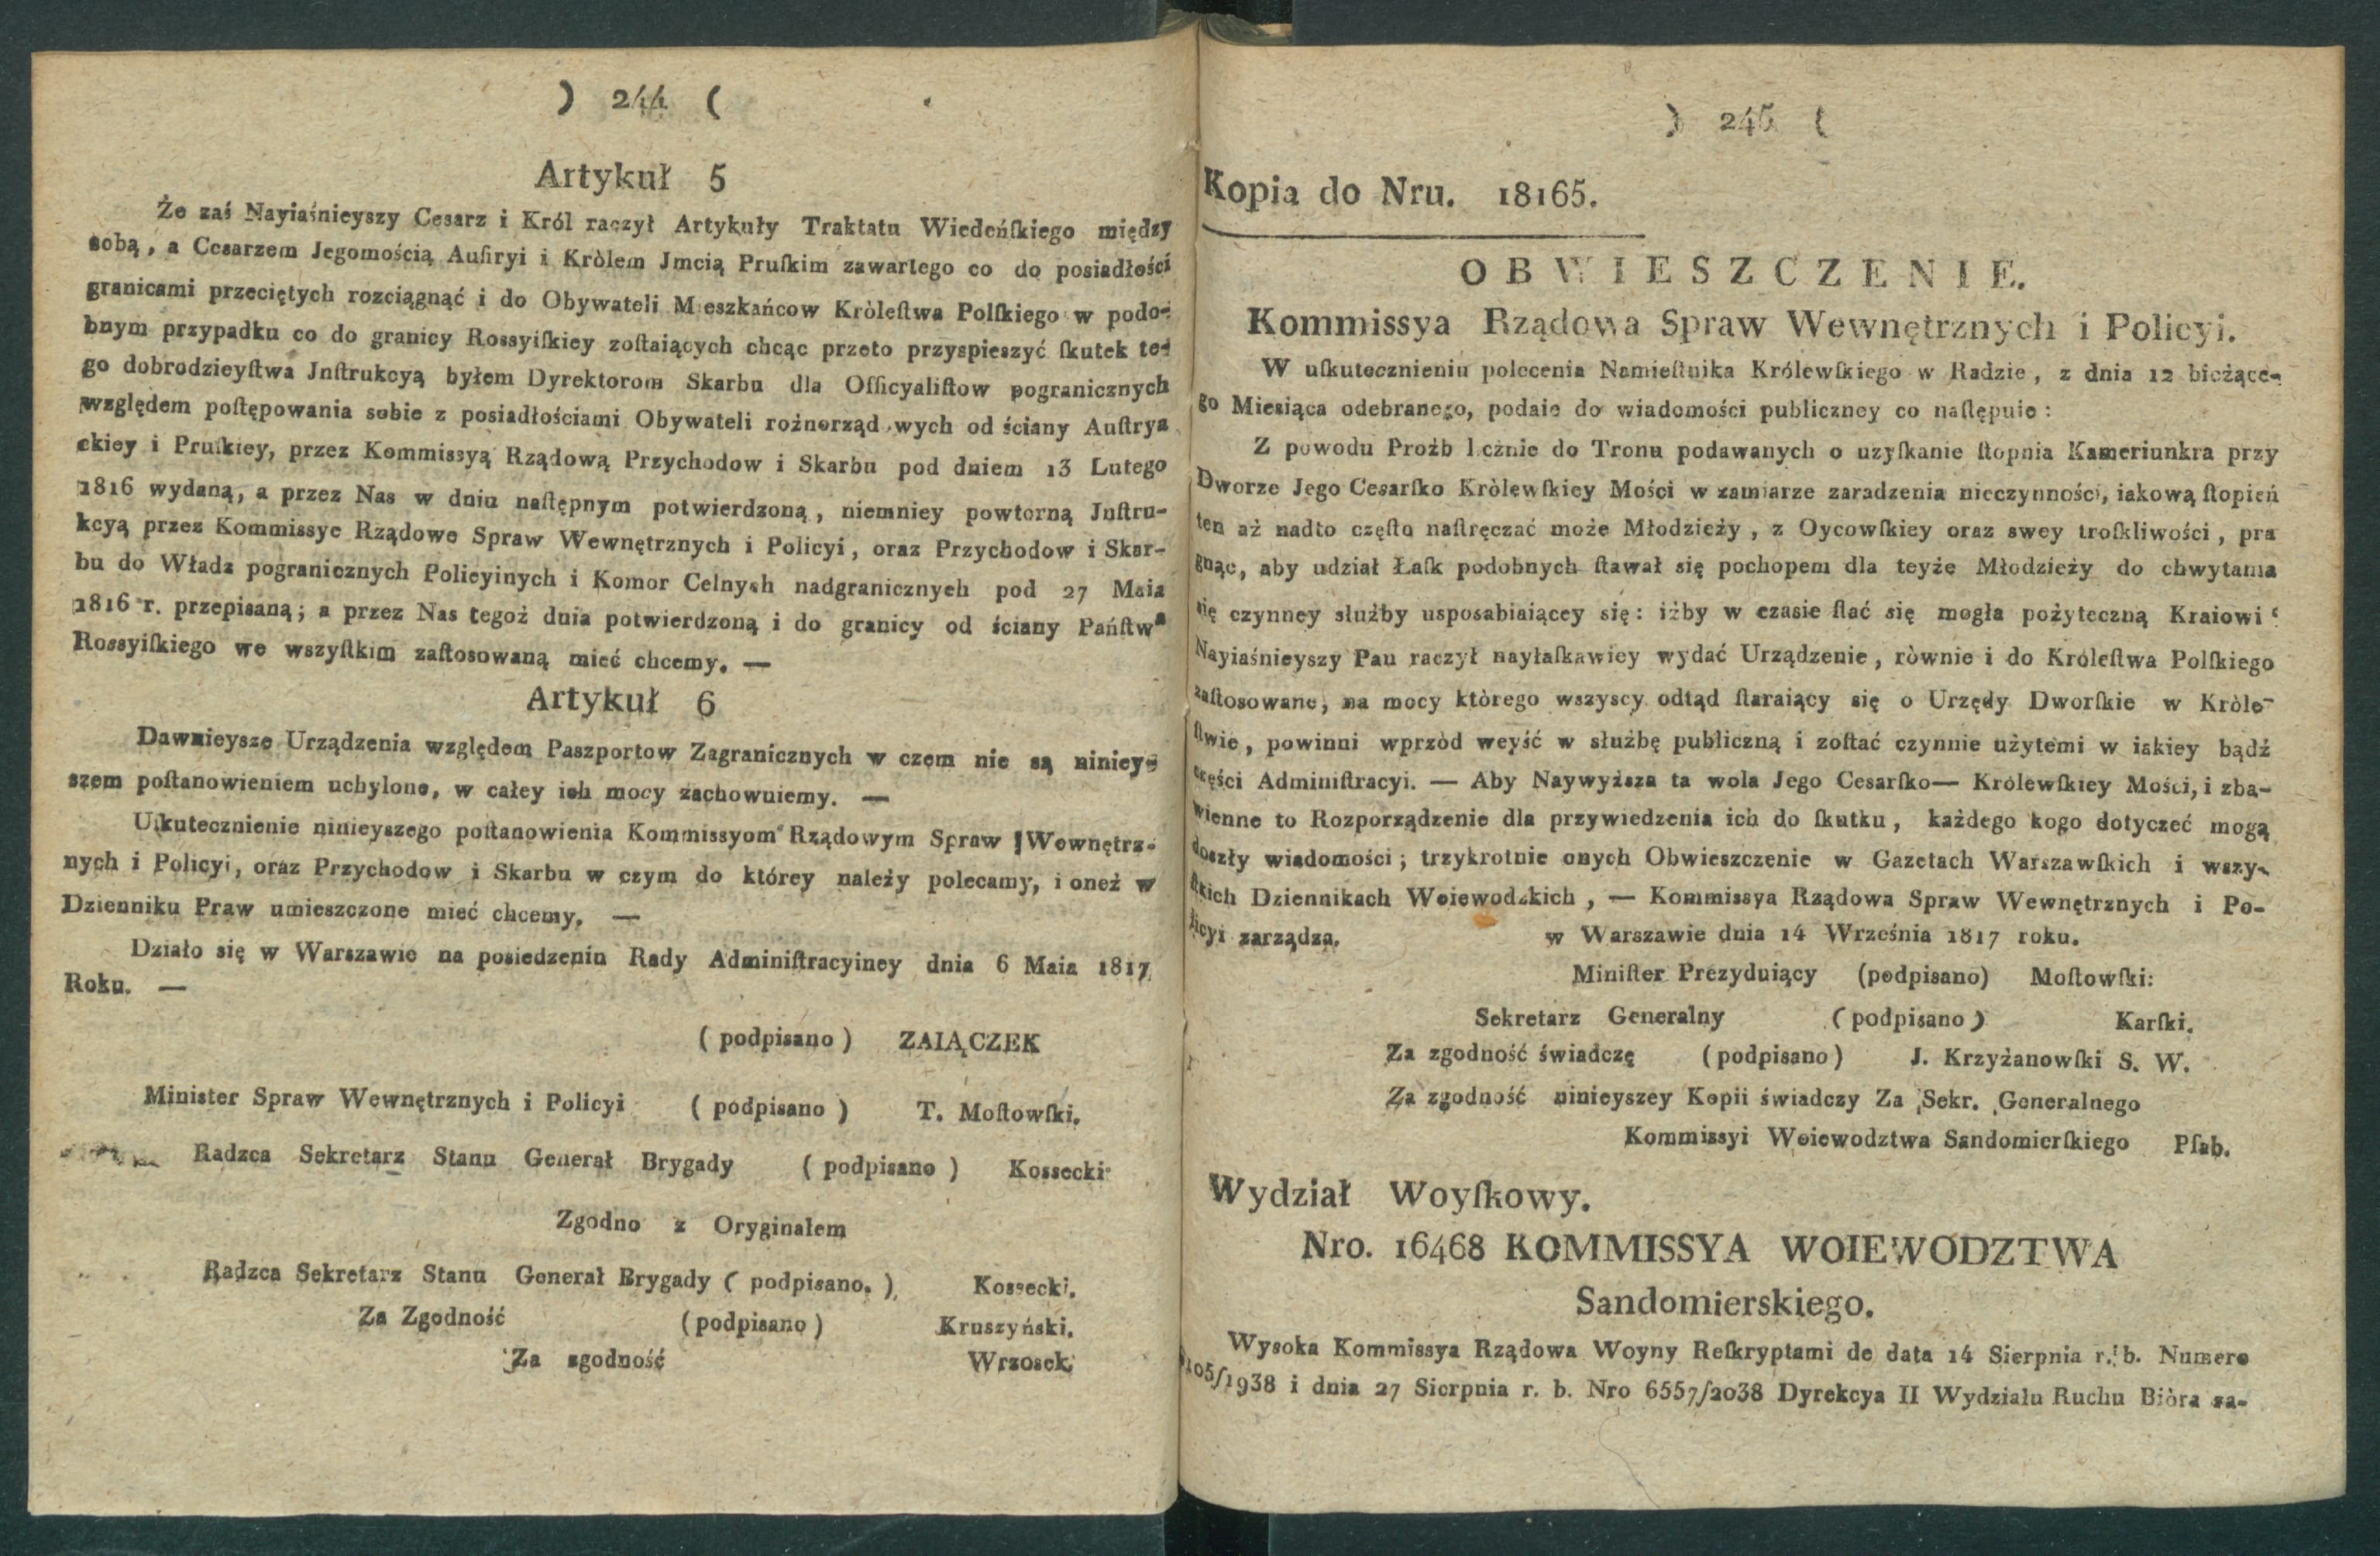 ) 244 (
Artykuł 5
Że zaś Nayiaśnieyszy Cesarz i Król raczył Artykuły Traktatu Wiedeńſkiego między
sobą, a Cesarzem Jegomością Auſtryi i Kròlem Jmcią Pruſkim zawartego co do posiadłości
granicami przeciętych rozciągnąć i do Obywateli Mieszkańcow Kròleſtwa Polſkiego w podo-
bnym przypadku co do granicy Rossyiſkiey zoſtaiących chcąc przeto przyspieszyć ſkutek te-
go dobrodzieyſtwa Jnſtrukcyą byłem Dyrektorom Skarbu dla Officyaliſtow pogranicznych
względem poſtępowania sobie z posiadłościami Obywateli rożnorząd wych od ściany Auſtrya
ckiey i Pruſkiey, przez Kommissyą Rządową Przychodow i Skarbu pod dniem 13 Lutego
1816 wydaną, a przez Nas w dniu naſtępnym potwierdzoną, niemniey powtorną Jnſtru-
kcyą przez Kommissye Rządowe Spraw Wewnętrznych i Policyi, oraz Przychodow i Skar-
bu do Władz pogranicznych Policyinych i Komor Celnych nadgranicznych pod 27 Maia
1816 r. przepisaną; a przez Nas tegoż dnia potwierdzoną i do granicy od ściany Pańſtwa
Rossyiſkiego we wszyſtkim zaſtosowaną mieć chcemy. —
Artykuł 6
Dawnieysze Urządzenia względem Paszportow Zagranicznych w czem nie są niniey-
szem poſtanowieniem uchylone, w całey ich mocy zachowuiemy. —
Uſkutecznienie ninieyszego poſtanowienia Kommissyom Rządowym Spraw Wewnętrz-
nych i Policyi, oraz Przychodow i Skarbu w czym do którey należy polecamy, i oneż w
Dzienniku Praw umieszczone mieć chcemy. —
Działo się w Warszawie na posiedzeniu Rady Adminiſtracyiney dnia 6 Maia 1817
Roku. —
( podpisano ) ZAIĄCZEK
Minister Spraw Wewnętrznych i Policyi ( podpisano ) T. Moſtowſki.
Radzca Sekretarz Stanu Generał Brygady ( podpisano ) Kossecki
Zgodno z Oryginałem
Radzca Sekretarz Stanu Generał Brygady ( podpisano. ) Kossecki.
Za Zgodność (podpisano ) Kruszyński.
Za zgodność Wrzosek
) 245 (
Kopia do Nru. 18165.
OBWIESZCZENIE.
Kommissya Rządowa Spraw Wewnętrznych i Policyi.
W uſkutecznieniu polecenia Namieſtnika Królewſkiego w Radzie, z dnia 12 bieżące-
go Miesiąca odebranego, podaie do wiadomości publiczney co naſtępuie:
Z powodu Proźb licznie do Tronu podawanych o uzyſkanie ſtopnia Kameriunkra przy
Dworze Jego Cesarſko Kròlewſkiey Mości w zamiarze zaradzenia nieczynności, iakową ſtopień
ten aż nadto częſto naſtręczać może Młodzieży, z Oycowſkiey oraz swey troſkliwości, pra
gnąc, aby udział Łaſk podobnych ſtawał się pochopem dla teyże Młodzieży do chwytania
się czynney służby usposabiaiącey się: iżby w czasie ſtać się mogła pożyteczną Kraiowi
Nayiaśnieyszy Pan raczył nayłaſkawiey wydać Urządzenie, ròwnie i do Króleſtwa Polſkiego
zaſtosowane, na mocy ktòrego wszyscy odtąd ſtaraiący się o Urzędy Dworſkie w Kròle-
ſtwie, powinni wprzòd weyść w służbę publiczną i zoſtać czynnie użytemi w iakiey bądź
części Adminiſtracyi. — Aby Naywyższa ta wola Jego Cesarſko— Królewſkiey Mości, i zba-
wienne to Rozporządzenie dla przywiedzenia ich do ſkutku, każdego kogo dotyczeć mogą
doszły wiadomości; trzykrotnie onych Obwieszczenie w Gazetach Warszawſkich i wszy-
ſtkich Dziennikach Woiewodzkich, — Kommissya Rządowa Spraw Wewnętrznych i Po-
licyi zarządza. w Warszawie dnia 14 Września 1817 roku.
Miniſter Prezyduiący (podpisano) Moſtowſki:
Sekretarz Generalny ( podpisano ) Karſki.
Za zgodność świadczę (podpisano ) J. Krzyżanowſki S. W.
Za zgodność ninieyszey Kopii świadczy Za Sekr. Generalnego
Kommissyi Woiewodztwa Sandomierſkiego Pſab.
Wydział Woyſkowy.
Nro. 16468 KOMMISSYA WOIEWODZTWA
Sandomierskiego.
Wysoka Kommissya Rządowa Woyny Reſkryptami de data 14 Sierpnia r. b. Numero
105/1938 i dnia 27 Sierpnia r. b. Nro 6557/2038 Dyrekcya II Wydziału Ruchu Biòra za-